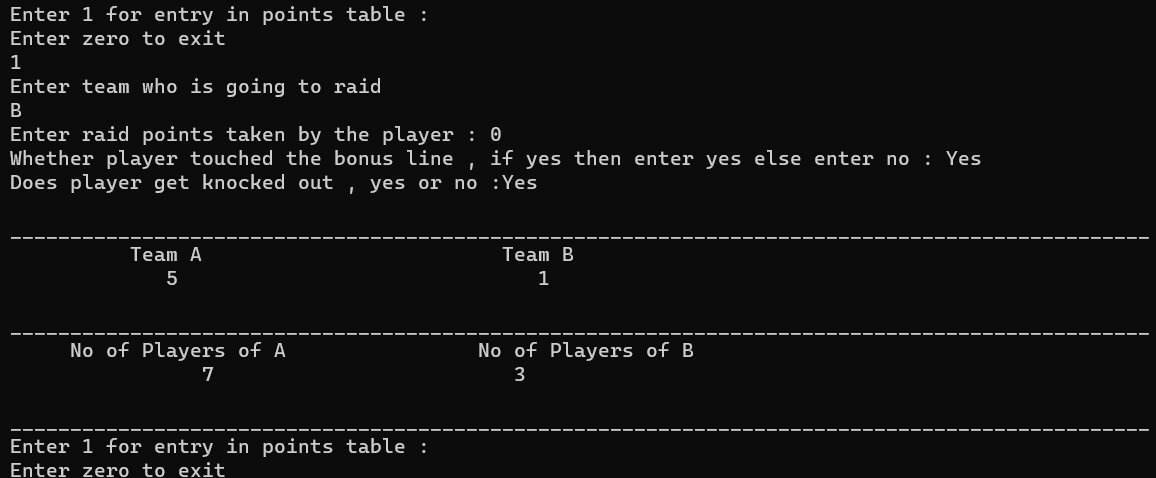 Enter 1 for entry in points table :
Enter zero to exit
1
Enter team who is going to raid
B
Enter raid points taken by the player : 0
Whether player touched the bonus line , if yes then enter yes else enter no : Yes
Does player get knocked out , yes or no :Yes
_______________________________________________________________________________________________
Team A Team B
5 1
_______________________________________________________________________________________________
No of Players of A No of Players of B
7 3
_______________________________________________________________________________________________
Enter 1 for entry in points table :
Enter zero to exit